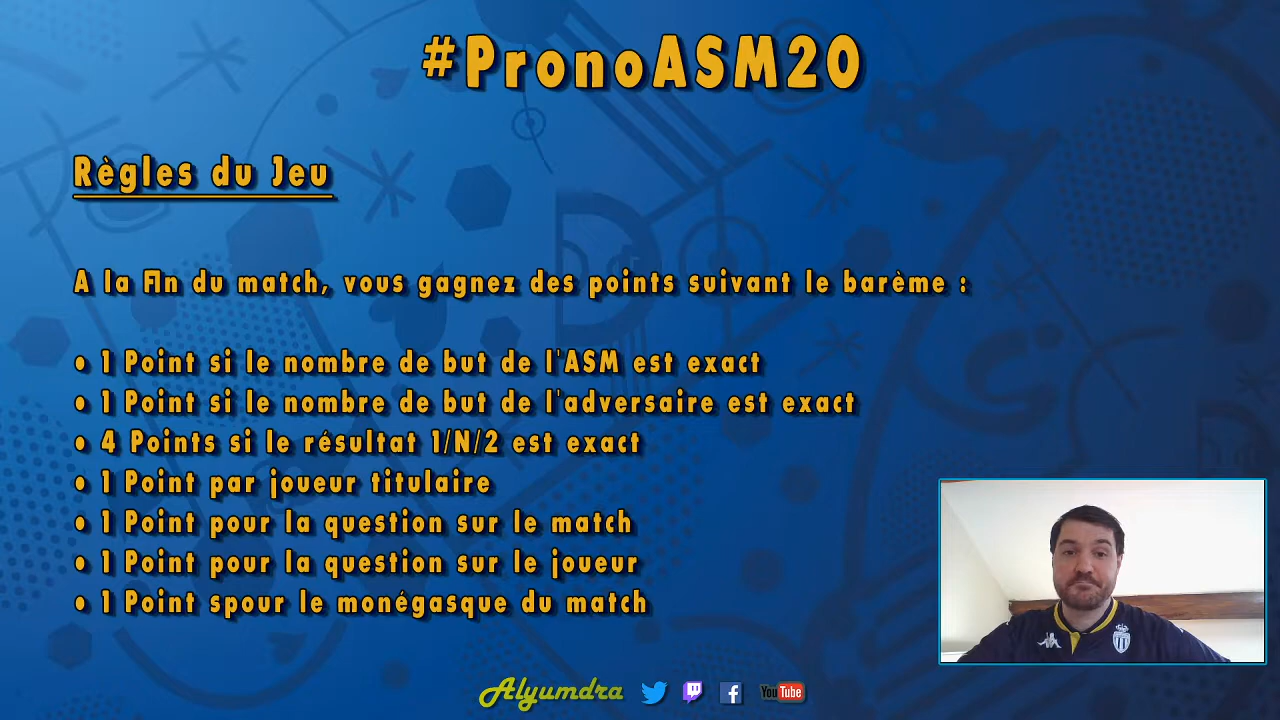 #PronoASM20
Règles du Jeu
A la Fin du match, vous gagnez des points suivant le barème :
• 1 Point si le nombre de but de l'ASM est exact
• 1 Point si le nombre de but de l'adversaire est exact
• 4 Points si le résultat 1/N/2 est exact
• 1 Point par joueur titulaire
• 1 Point pour la question sur le match
• 1 Point pour la question sur le joueur
• 1 Point spour le monégasque du match
Alyumdra
You Tube